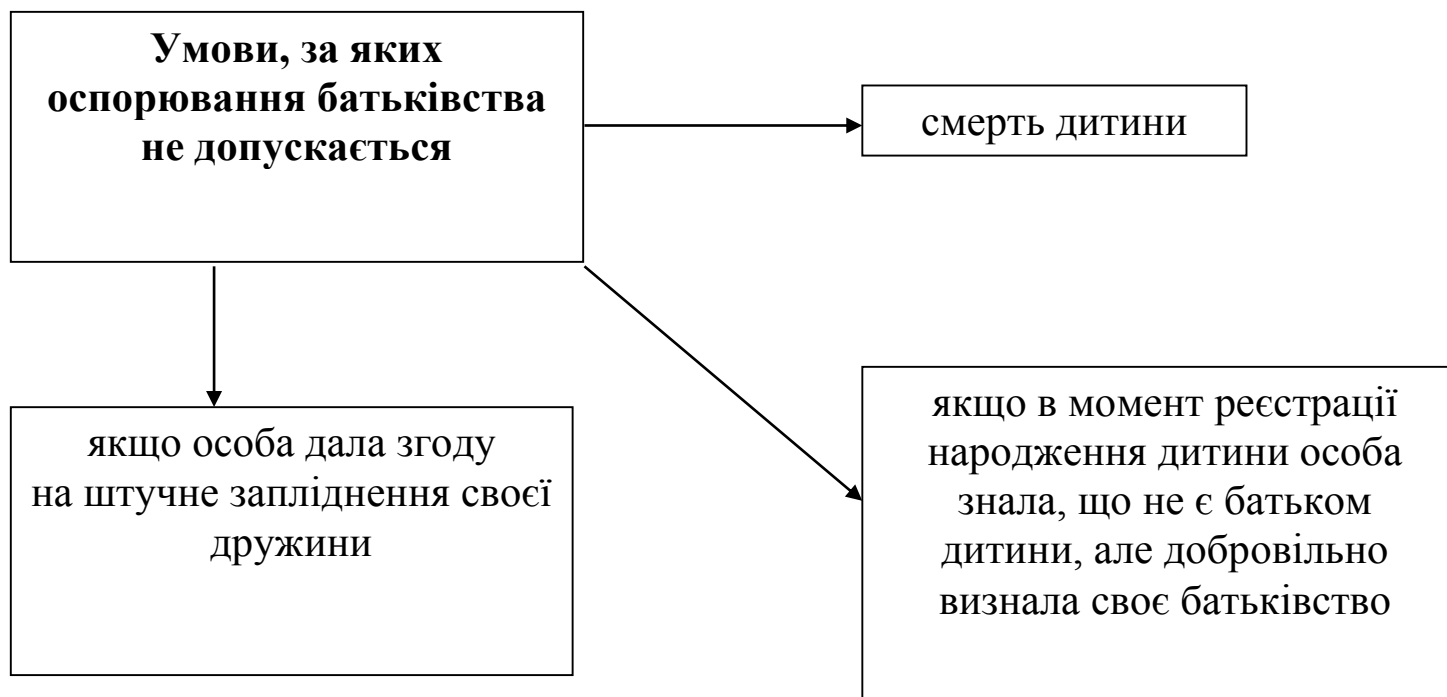 Умови, за яких
оспорювання батьківства
не допускається
смерть дитини
якщо особа дала згоду
на штучне запліднення своєї
дружини
якщо в момент реєстрації
народження дитини особа
знала, що не є батьком
дитини, але добровільно
визнала своє батьківство